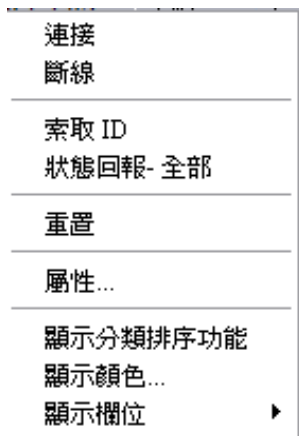 連接
斷線
索取 ID
狀態回報- 全部
重置
屬性...
顯示分類排序功能
顯示顏色...
顯示欄位